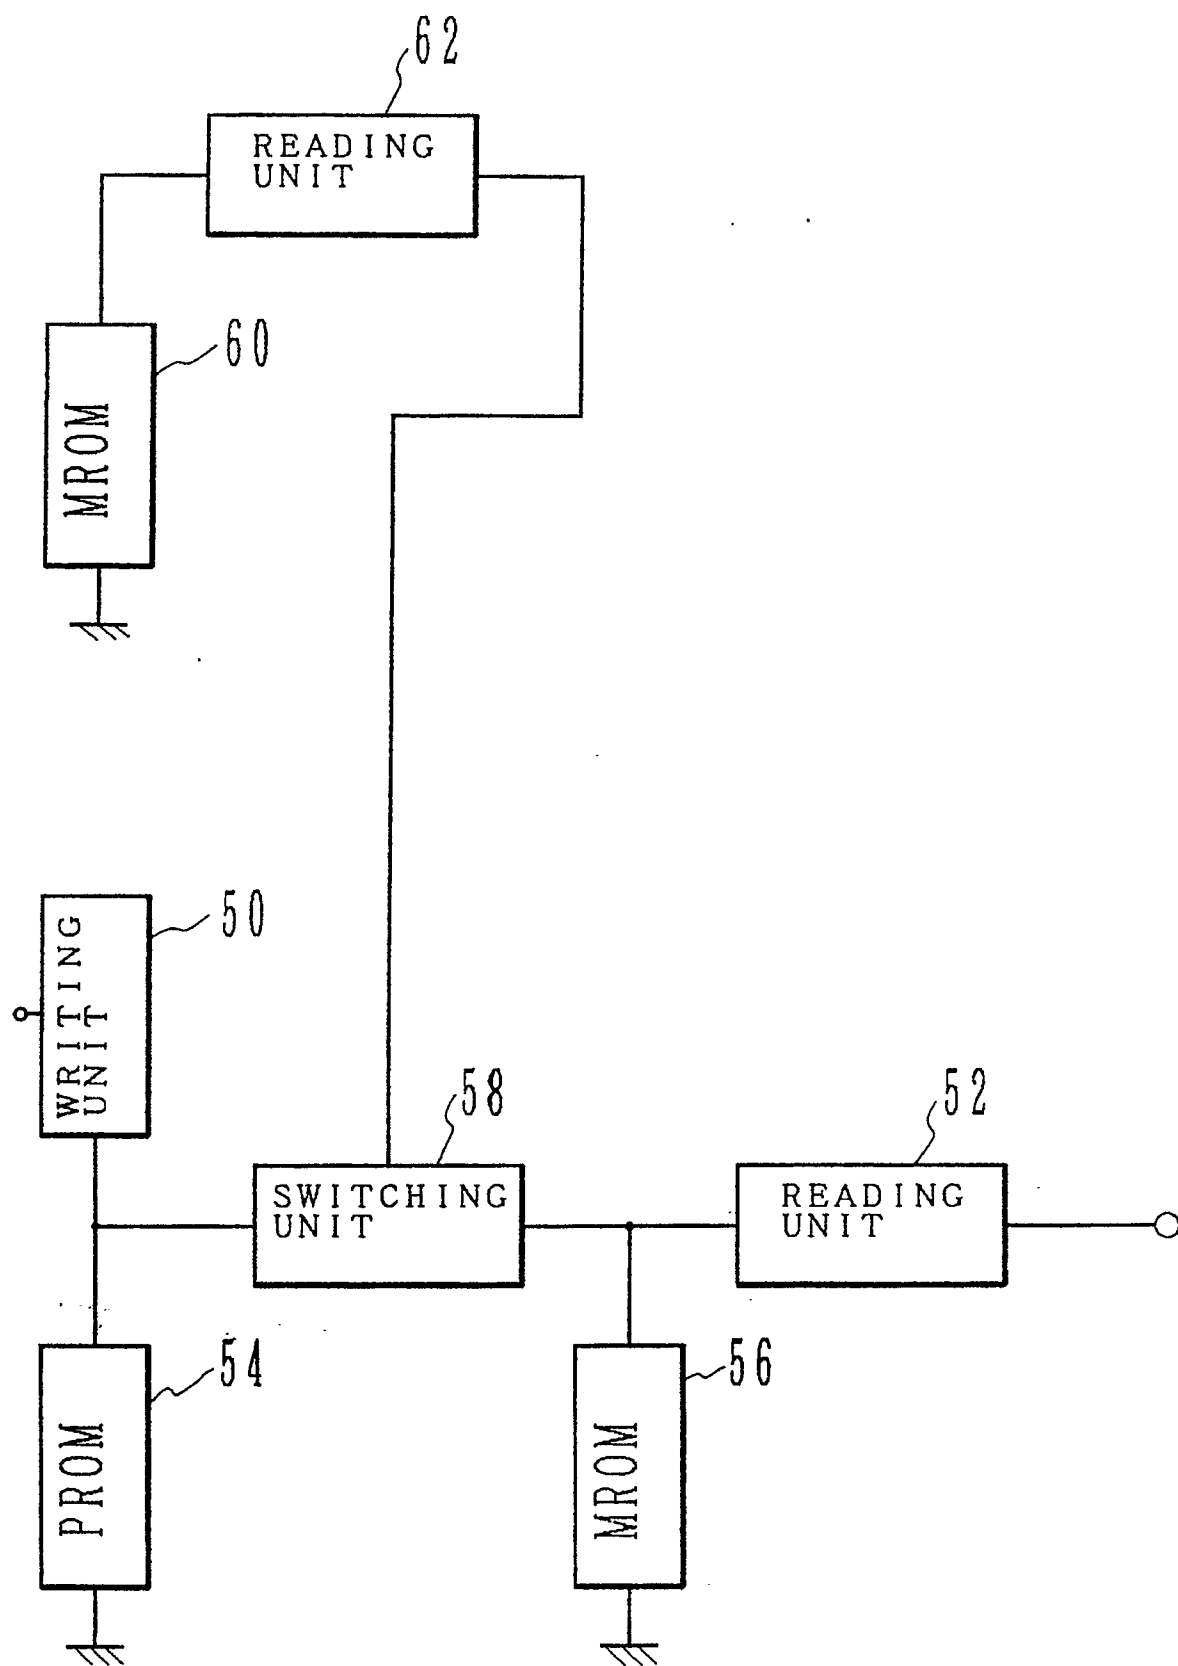 62
READING
UNIT
60
MROM
50
WRITING
UNIT
58
52
SWITCHING
UNIT
READING
UNIT
54
56
PROM
MROM